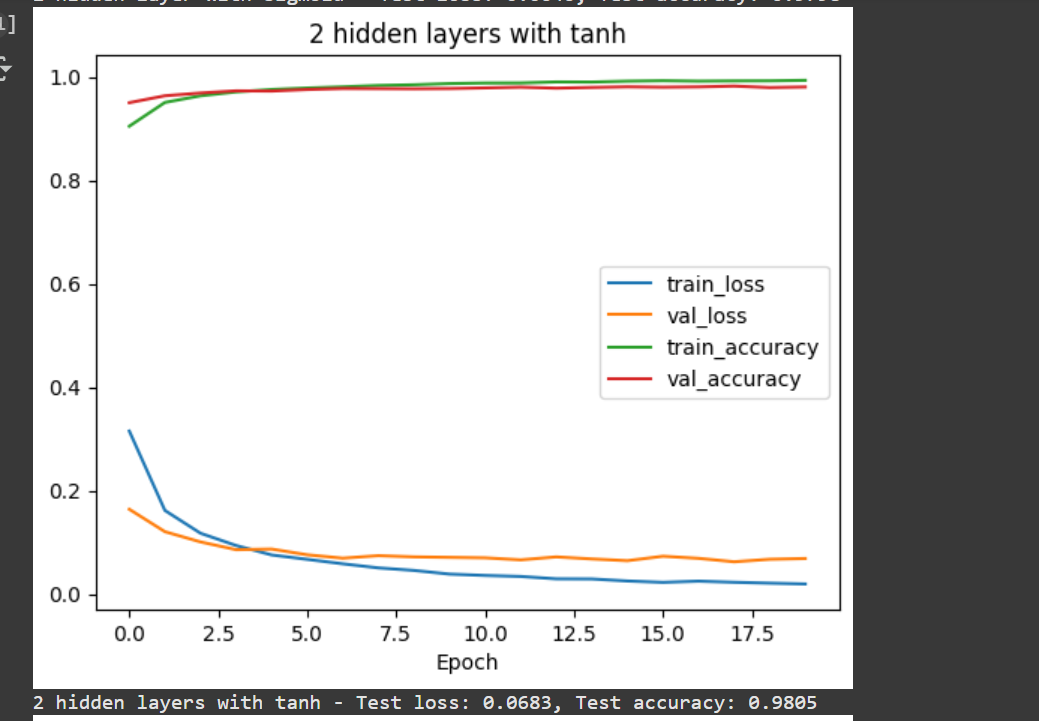 2 hidden layers with tanh
1.0
0.8
0.6
0.4
0.2
0.0
train_loss
val_loss
train_accuracy
val_accuracy
0.0 2.5 5.0 7.5 10.0 12.5 15.0 17.5
Epoch
2 hidden layers with tanh - Test loss: 0.0683, Test accuracy: 0.9805